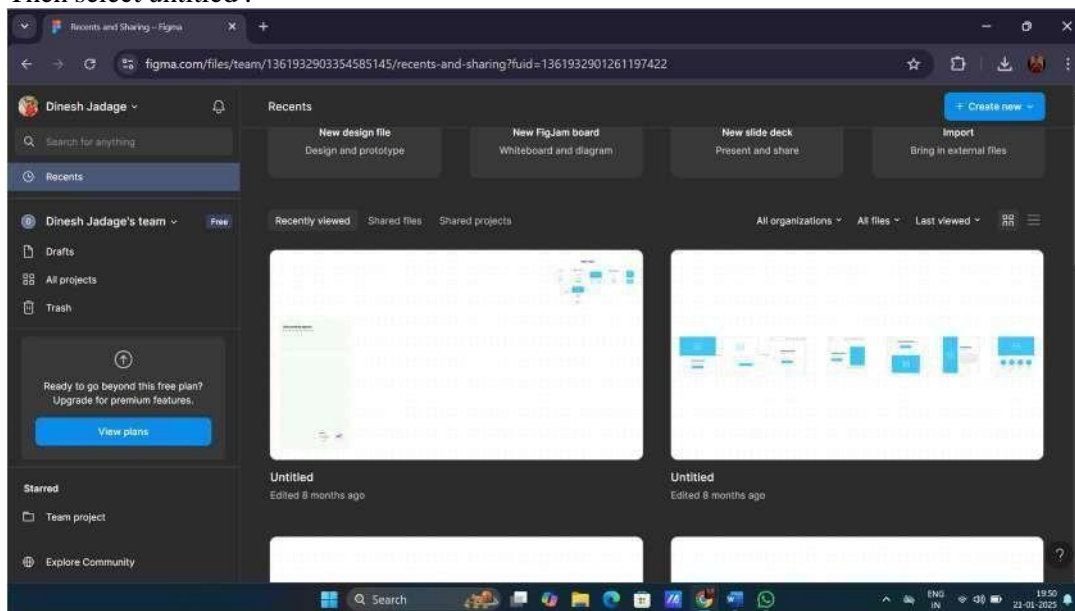 Then select untitled .
Recents and Sharing – Figma
figma.com/files/team/1361932903354585145/recents-and-sharing?fuid=1361932901261197422
Dinesh Jadage
Search for anything
Recents
Dinesh Jadage's team
Free
Drafts
All projects
Trash
Ready to go beyond this free plan?
Upgrade for premium features.
View plans
Starred
Team project
Explore Community
Recents
+ Create new
New design file
Design and prototype
New FigJam board
Whiteboard and diagram
New slide deck
Present and share
Import
Bring in external files
Recently viewed Shared files Shared projects
All organizations All files Last viewed
Untitled
Edited 8 months ago
Untitled
Edited 8 months ago
?
Search
ENG
IN
19:50
21-01-2025